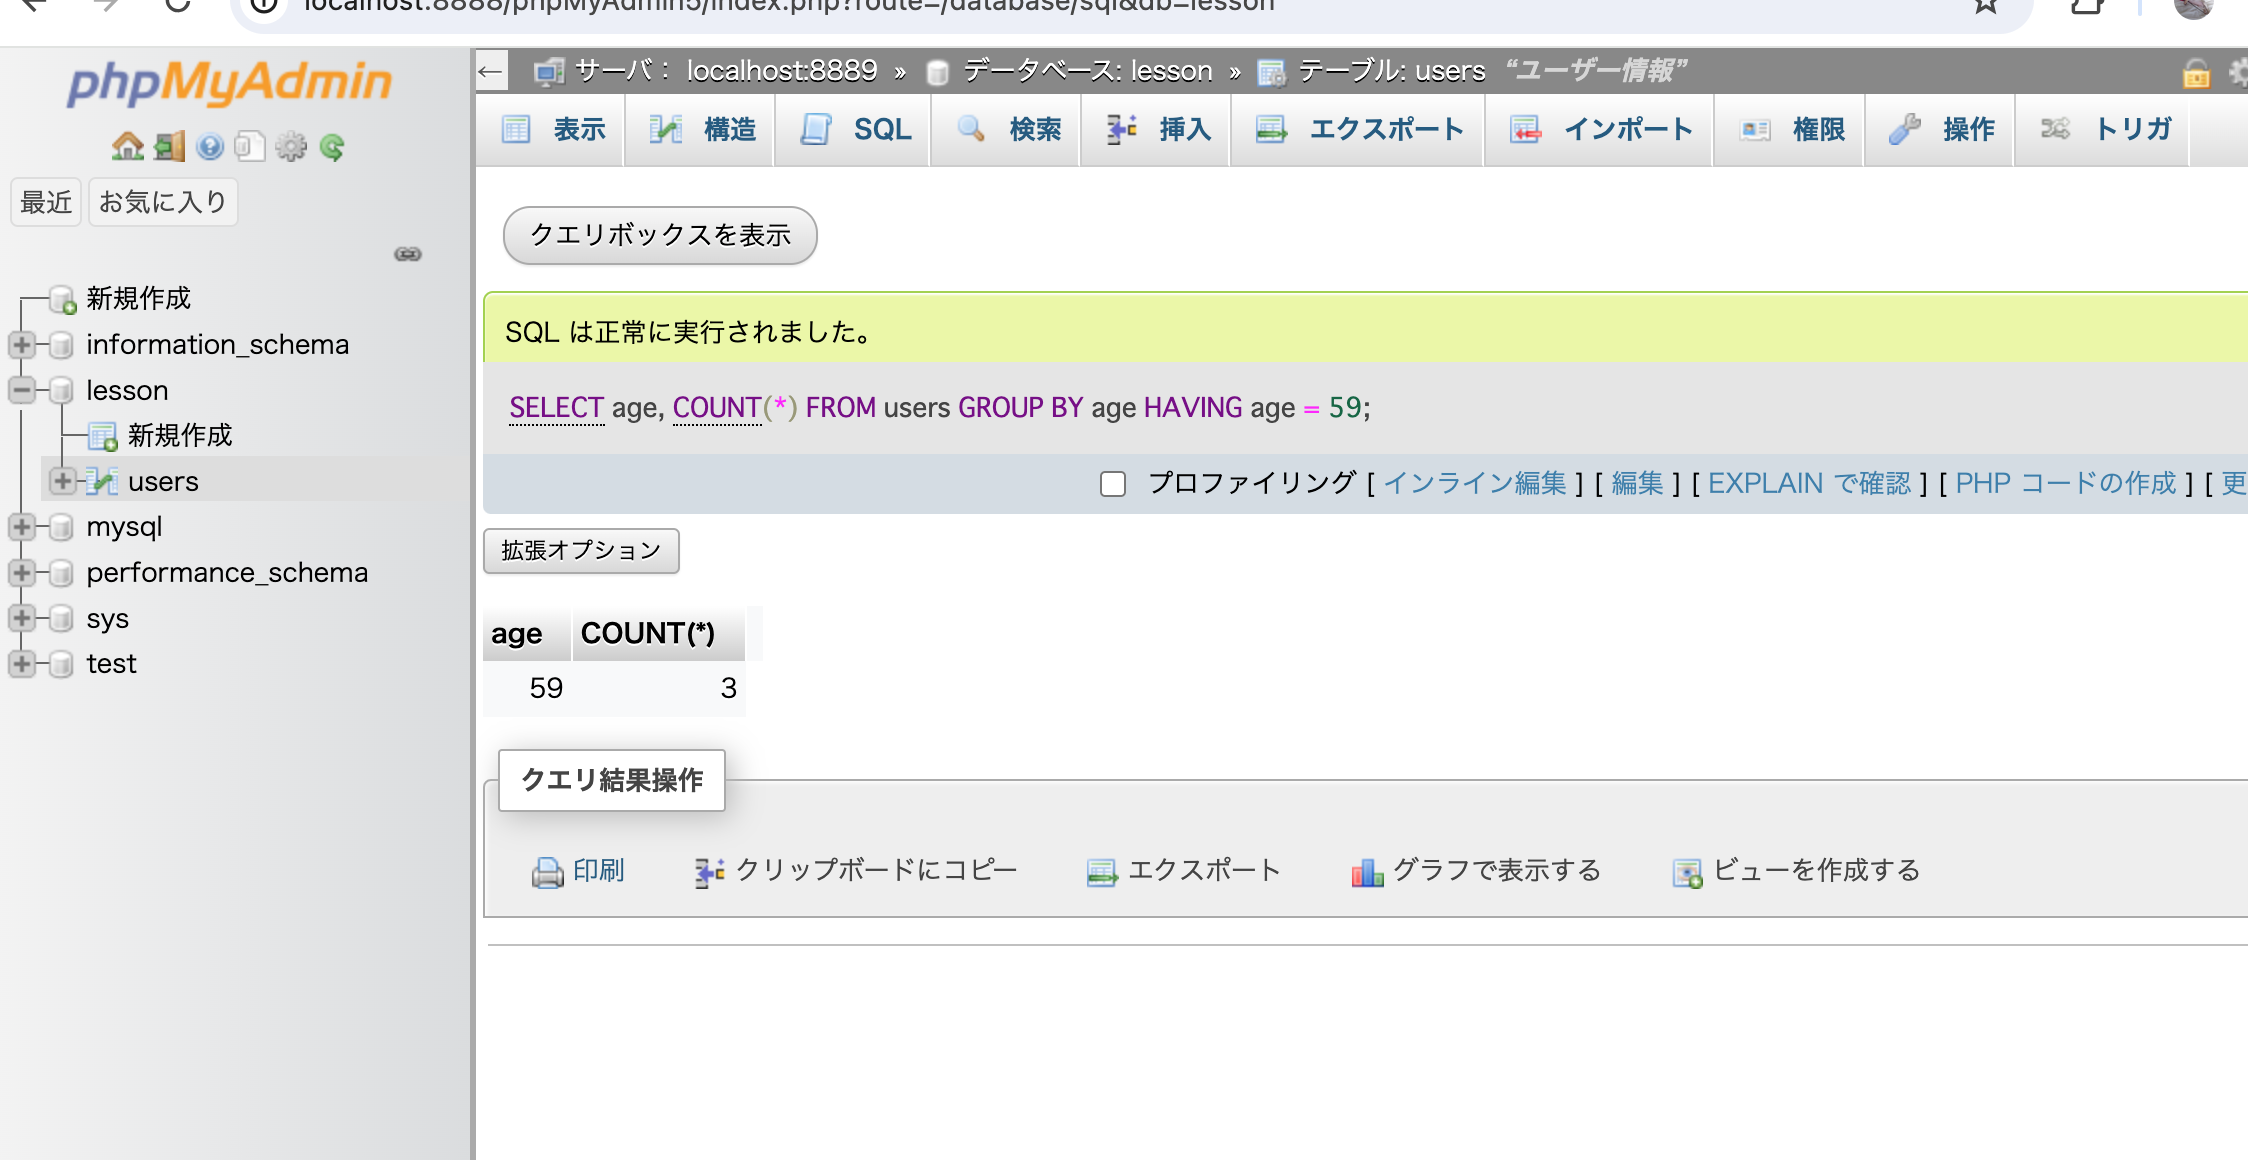 localhost:8888/phpMyAdmin5/index.php?route=/database/sql&db=lesson
phpMyAdmin
最近 お気に入り
新規作成
information_schema
lesson
新規作成
users
mysql
performance_schema
sys
test
サーバ： localhost:8889 » データベース: lesson » テーブル: users “ユーザー情報”
表示 構造 SQL 検索 挿入 エクスポート インポート 権限 操作 トリガ
クエリボックスを表示
SQL は正常に実行されました。
SELECT age, COUNT(*) FROM users GROUP BY age HAVING age = 59;
プロファイリング [ インライン編集 ] [ 編集 ] [ EXPLAIN で確認 ] [ PHP コードの作成 ] [ 更
拡張オプション
age COUNT(*)
59 3
クエリ結果操作
印刷 クリップボードにコピー エクスポート グラフで表示する ビューを作成する